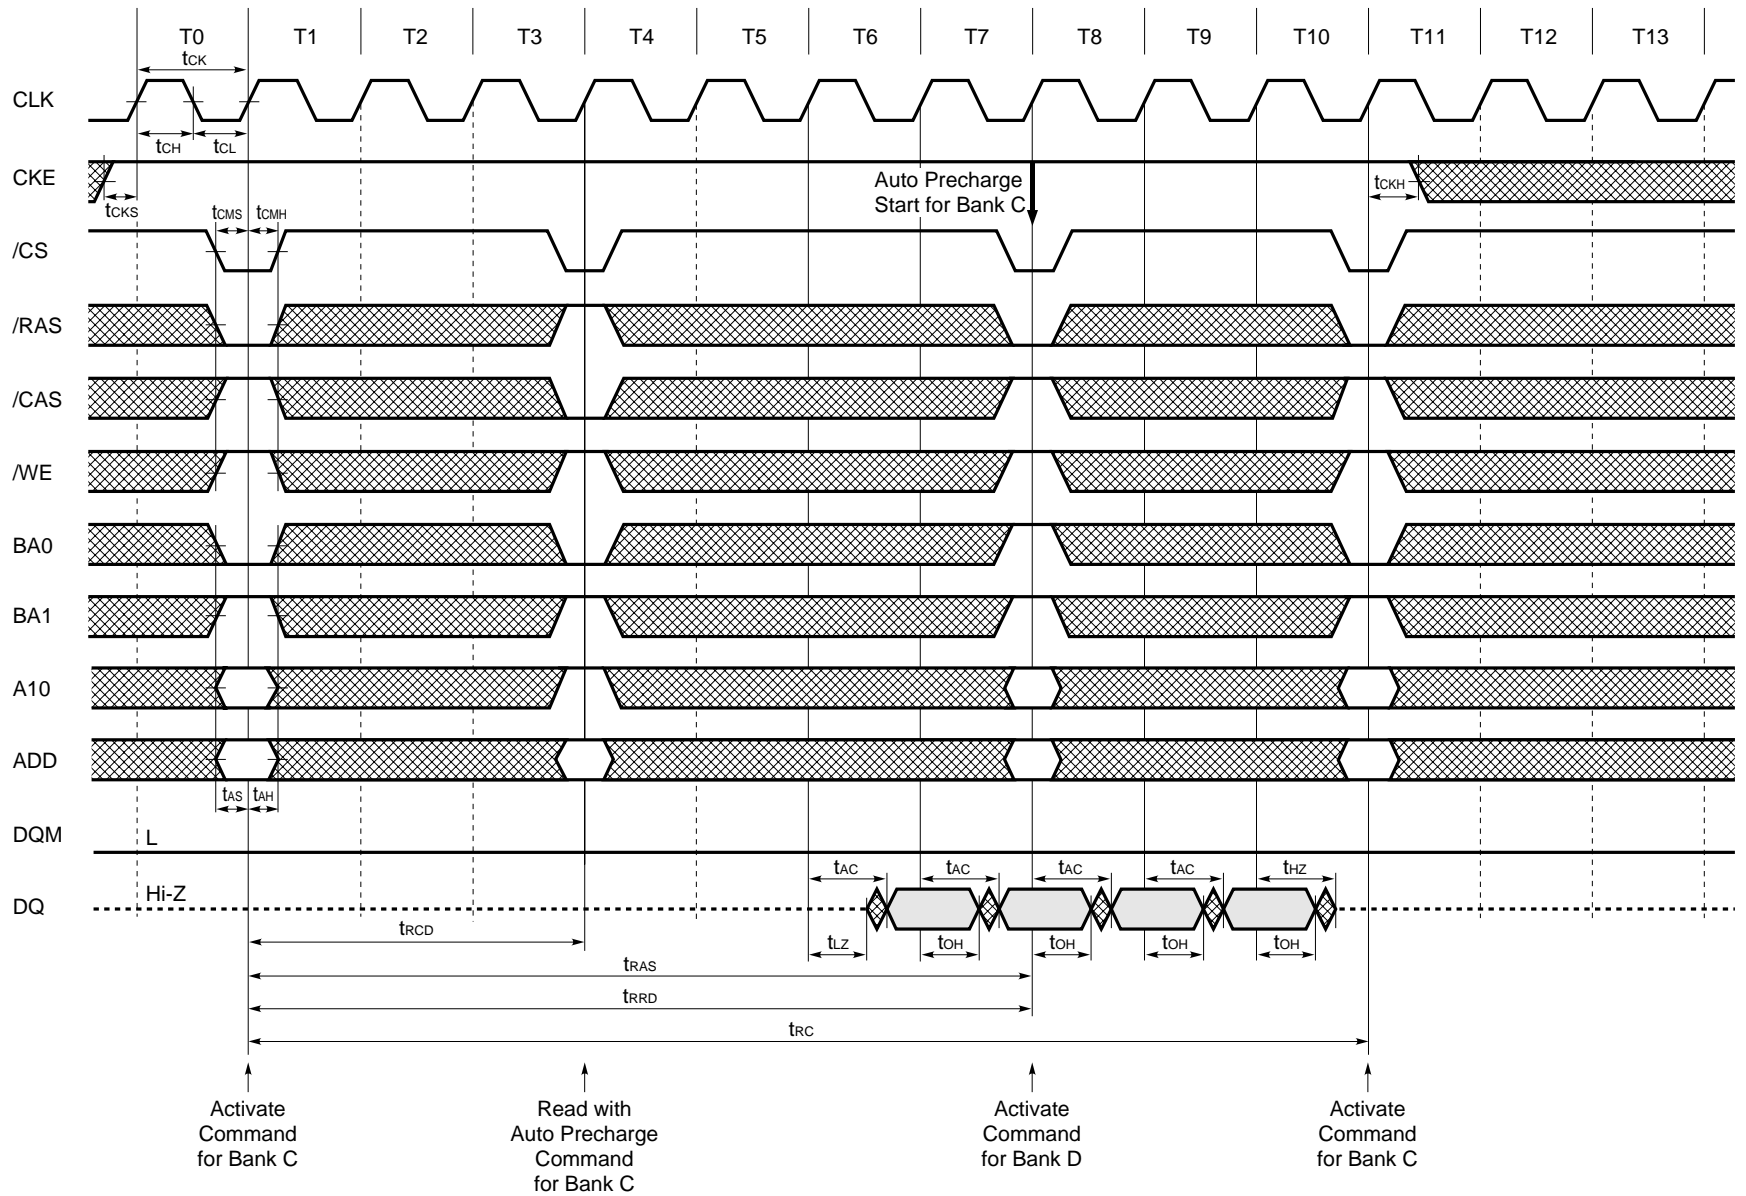 T0 T1 T2 T3 T4 T5 T6 T7 T8 T9 T10 T11 T12 T13
tCK
CLK
tCH tCL
CKE
Auto Precharge
Start for Bank C
tCKH
tCKS tCMS tCMH
/CS
/RAS
/CAS
/WE
BA0
BA1
A10
ADD
tAS tAH
DQM
L
tAC tAC tAC tAC tHZ
Hi-Z
DQ
tRCD
tLZ tOH tOH tOH tOH
tRAS
tRRD
tRC
Activate
Command
for Bank C
Read with
Auto Precharge
Command
for Bank C
Activate
Command
for Bank D
Activate
Command
for Bank C